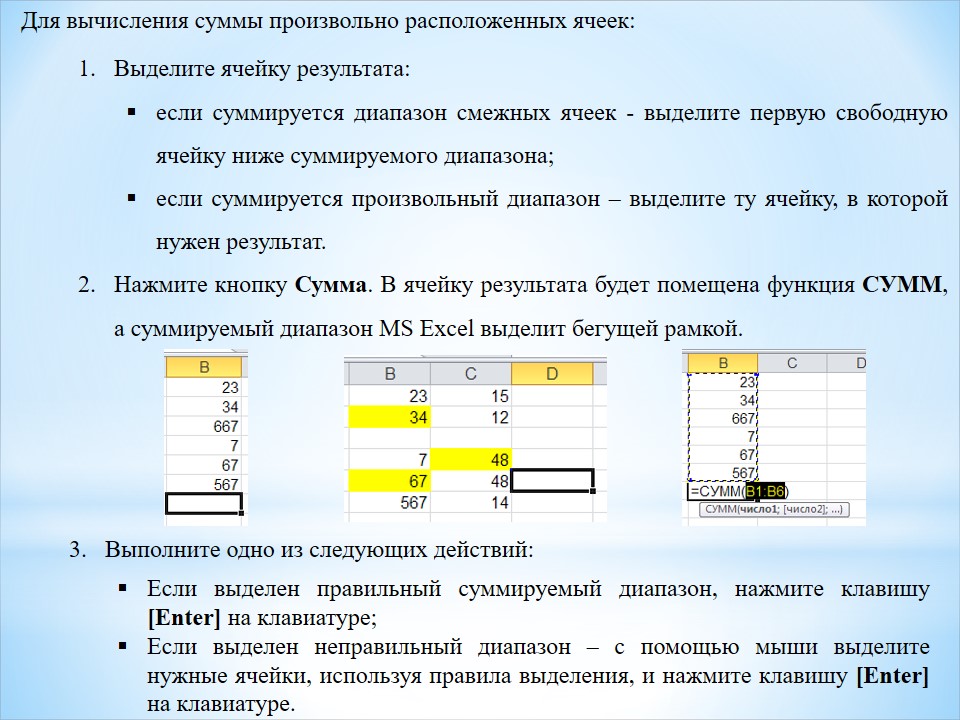 Для вычисления суммы произвольно расположенных ячеек:
1. Выделите ячейку результата:
▪ если суммируется диапазон смежных ячеек - выделите первую свободную
ячейку ниже суммируемого диапазона;
▪ если суммируется произвольный диапазон – выделите ту ячейку, в которой
нужен результат.
2. Нажмите кнопку Сумма. В ячейку результата будет помещена функция СУММ,
а суммируемый диапазон MS Excel выделит бегущей рамкой.
B
23
34
667
7
67
567
B C D
23 15
34 12
7 48
67 48
567 14
B C D
23
34
667
7
67
567
=СУММ(B1:B6)
СУММ(число1; [число2]; ...)
3. Выполните одно из следующих действий:
▪ Если выделен правильный суммируемый диапазон, нажмите клавишу
[Enter] на клавиатуре;
▪ Если выделен неправильный диапазон – с помощью мыши выделите
нужные ячейки, используя правила выделения, и нажмите клавишу [Enter]
на клавиатуре.